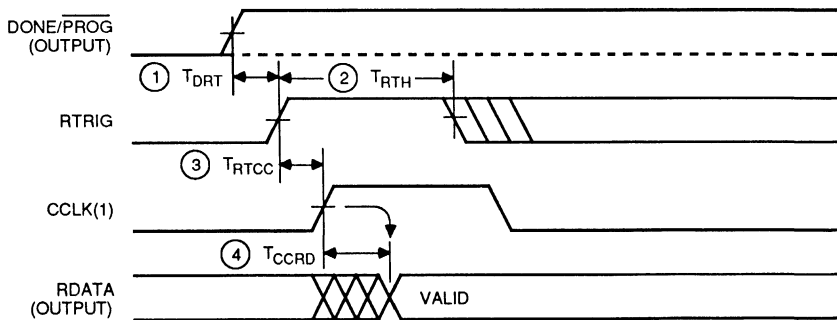 DONE/PROG
(OUTPUT)
1 TDRT
2 TRTH
RTRIG
3 TRTCC
CCLK(1)
4 TCCRD
RDATA
(OUTPUT)
VALID